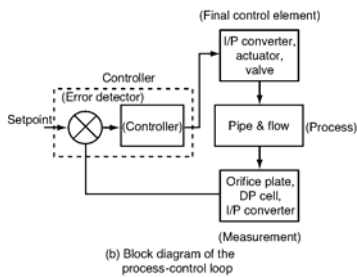 (Final control element)
I/P converter,
actuator,
valve
Controller
(Error detector)
Setpoint
(Controller)
Pipe & flow
(Process)
Orifice plate,
DP cell,
I/P converter
(Measurement)
(b) Block diagram of the
process-control loop